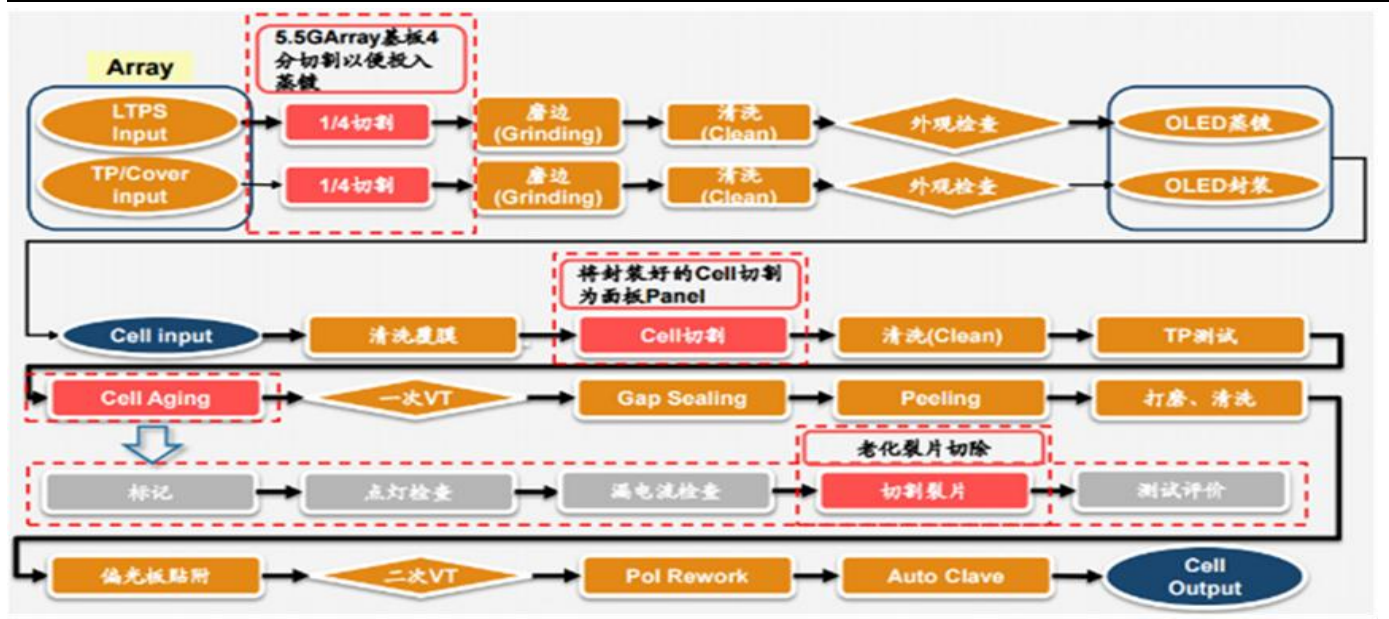 5.5GArray基板4
分切割以便投入
蒸镀
Array
LTPS
Input
1/4切割
磨边
(Grinding)
清洗
(Clean)
外观检查
OLED蒸镀
TP/Cover
input
1/4切割
磨边
(Grinding)
清洗
(Clean)
外观检查
OLED封装
将封装好的Cell切割
为面板Panel
Cell input
清洗覆膜
Cell切割
清洗(Clean)
TP测试
Cell Aging
一次VT
Gap Sealing
Peeling
打磨、清洗
老化裂片切除
标记
点灯检查
漏电流检查
切割裂片
测试评价
偏光板贴附
二次VT
Pol Rework
Auto Clave
Cell
Output